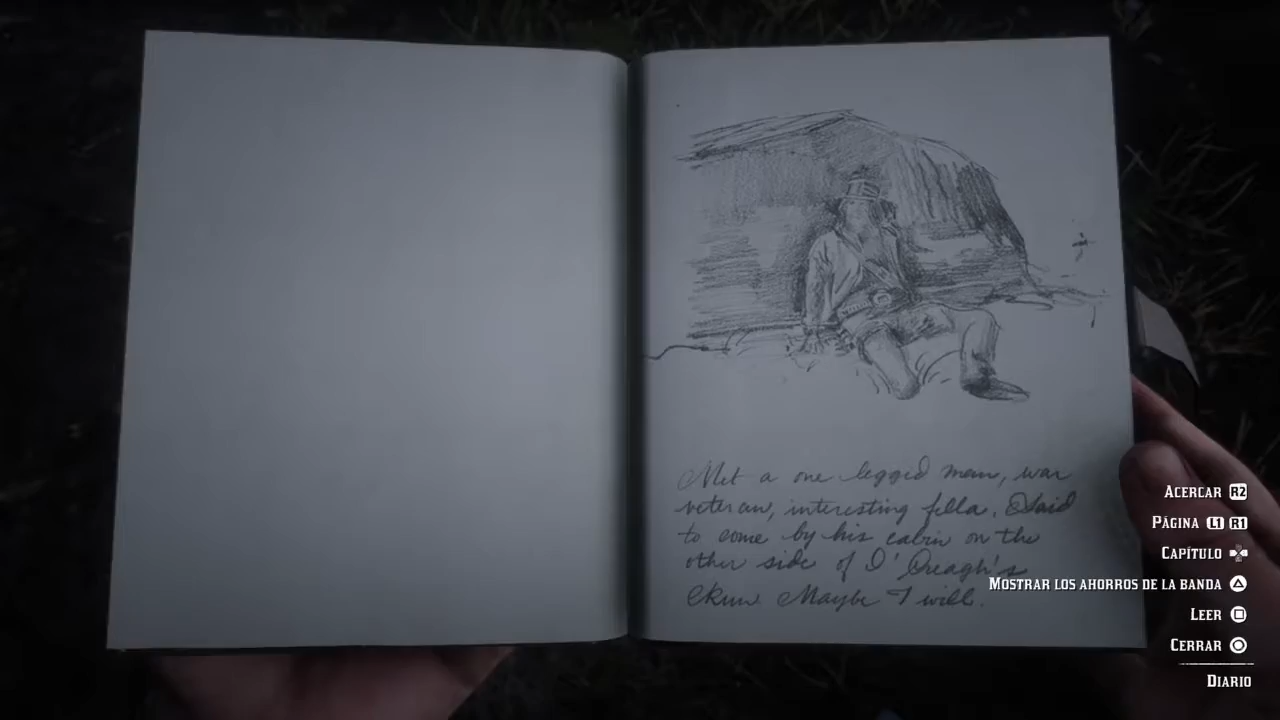 Met a one legged man, war
veteran, interesting fella. Said
to come by his cabin on the
other side of O' Creagh's
Run Maybe I will.
ACERCAR R2
PÁGINA L1 R1
CAPÍTULO
MOSTRAR LOS AHORROS DE LA BANDA
LEER
CERRAR
DIARIO